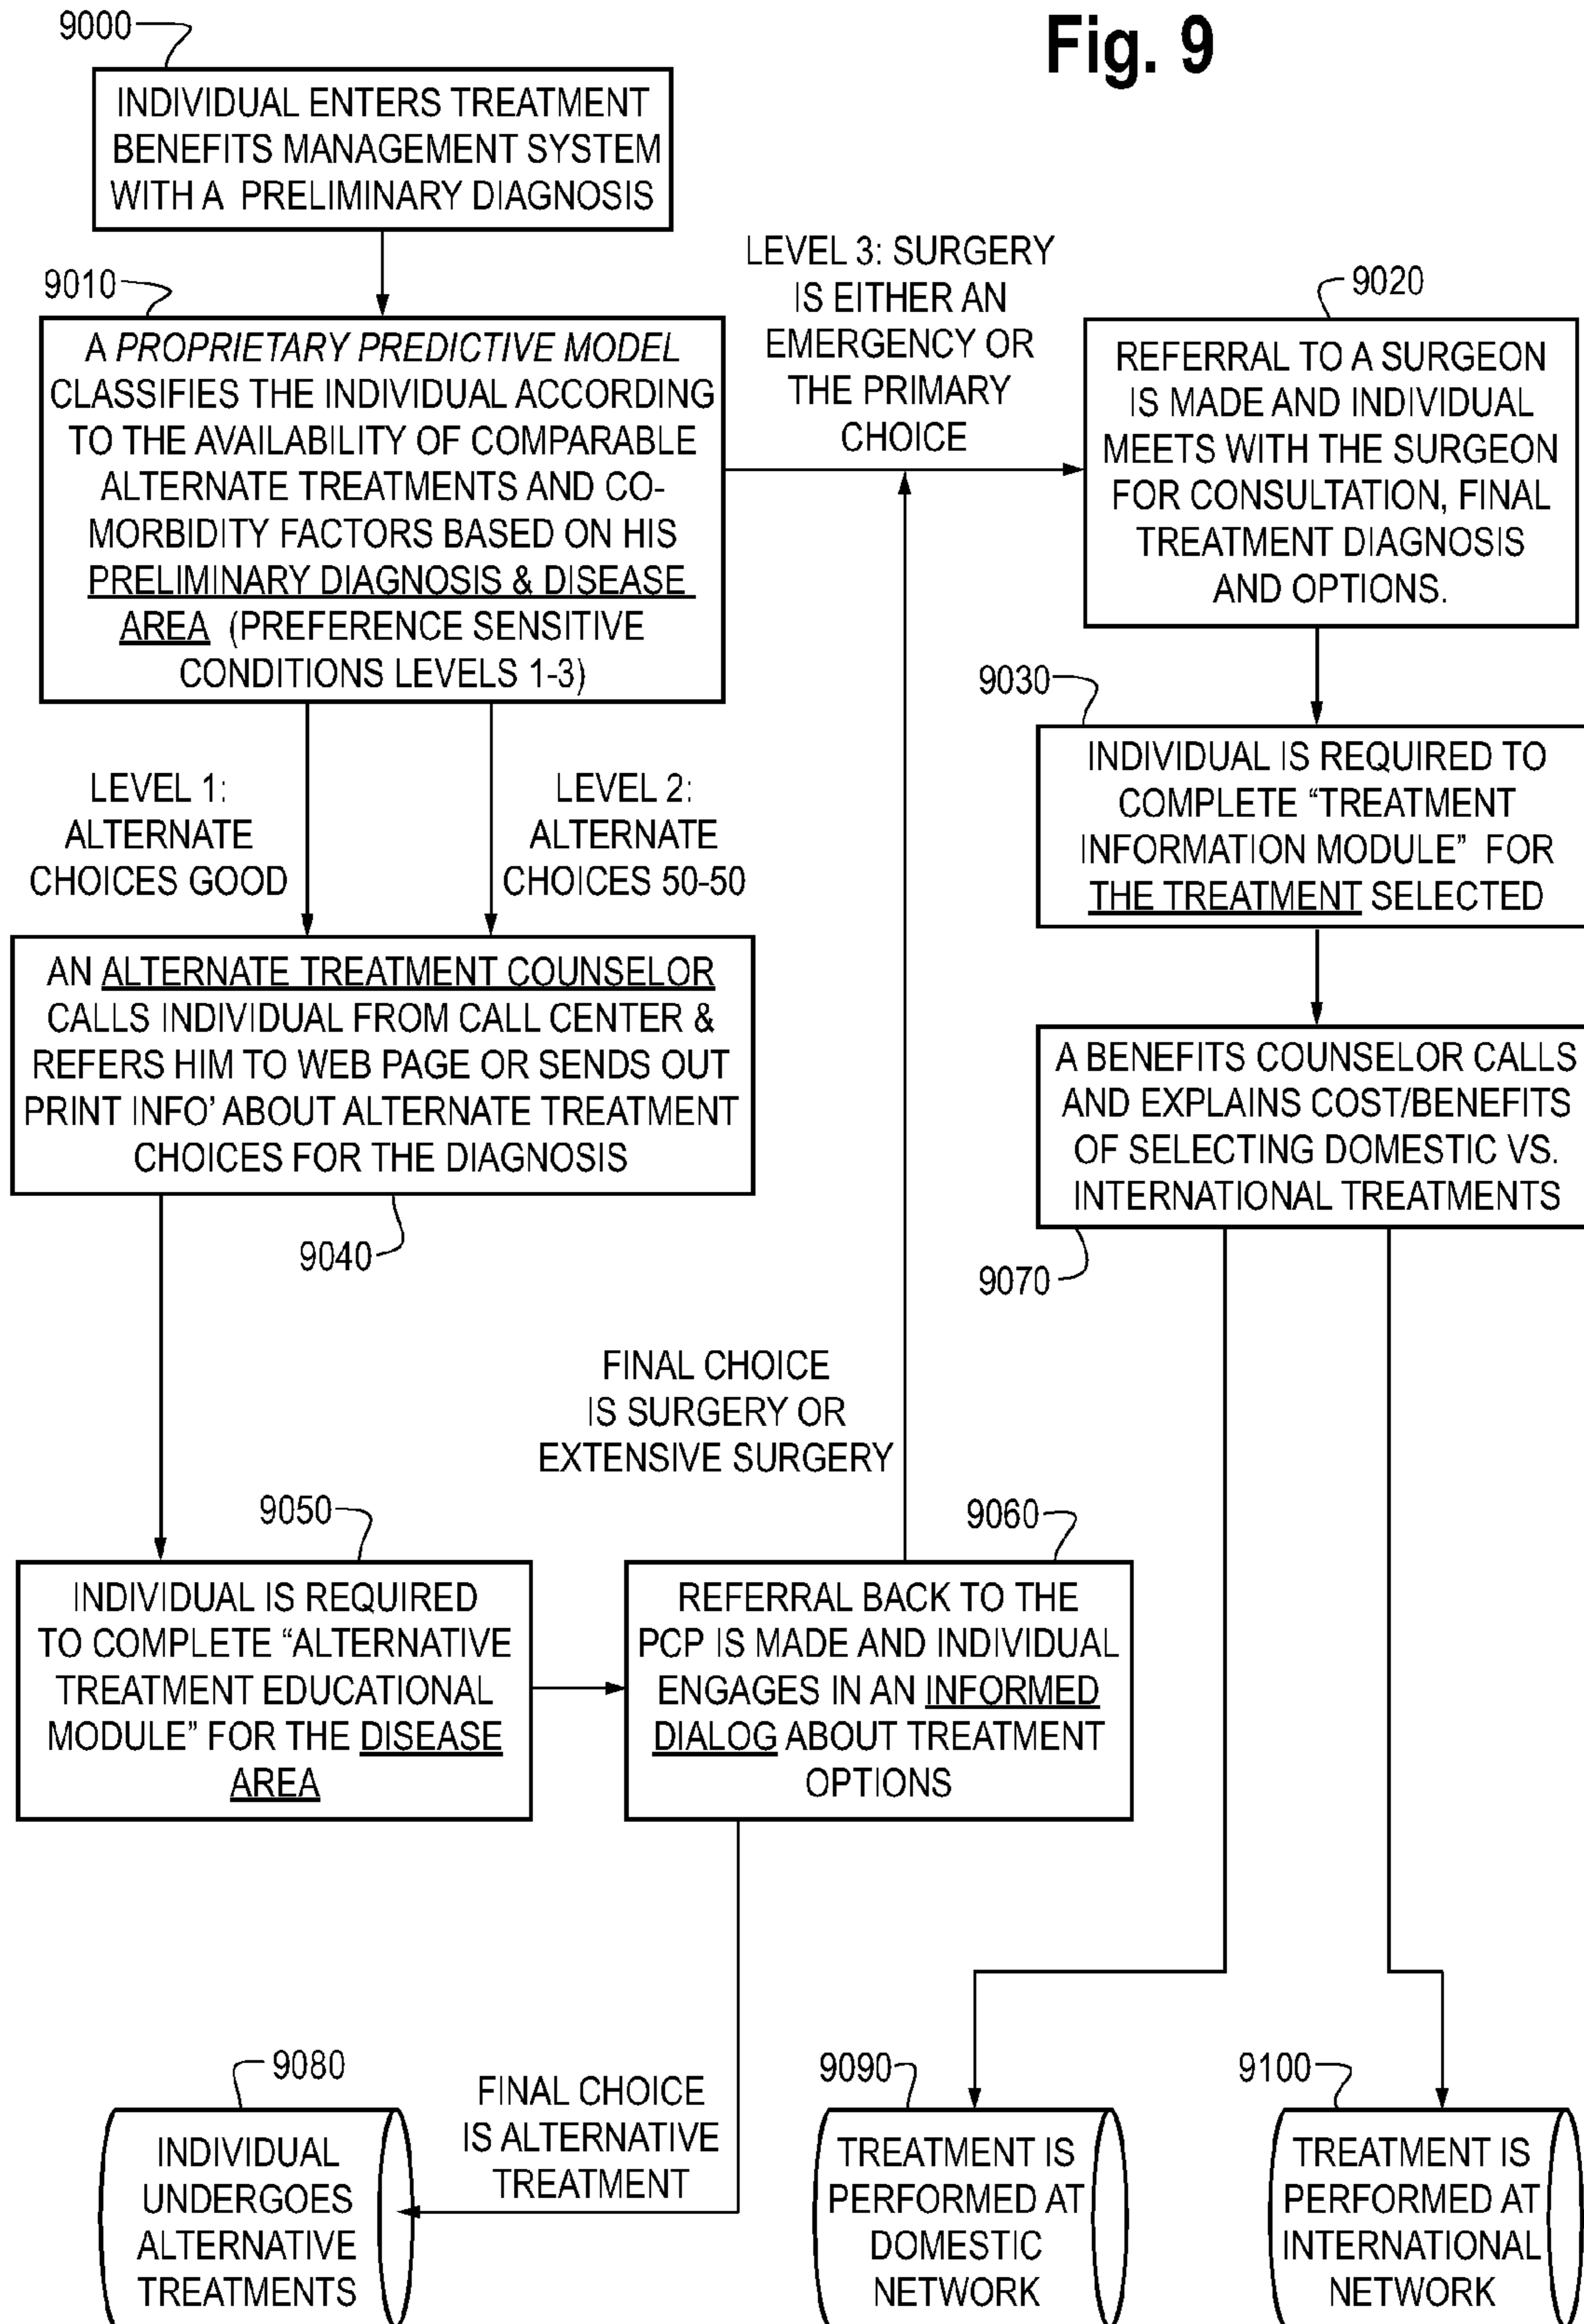 Fig. 9
9000
INDIVIDUAL ENTERS TREATMENT
BENEFITS MANAGEMENT SYSTEM
WITH A PRELIMINARY DIAGNOSIS
9010
A PROPRIETARY PREDICTIVE MODEL
CLASSIFIES THE INDIVIDUAL ACCORDING
TO THE AVAILABILITY OF COMPARABLE
ALTERNATE TREATMENTS AND CO-
MORBIDITY FACTORS BASED ON HIS
PRELIMINARY DIAGNOSIS & DISEASE
AREA (PREFERENCE SENSITIVE
CONDITIONS LEVELS 1-3)
LEVEL 3: SURGERY
IS EITHER AN
EMERGENCY OR
THE PRIMARY
CHOICE
9020
REFERRAL TO A SURGEON
IS MADE AND INDIVIDUAL
MEETS WITH THE SURGEON
FOR CONSULTATION, FINAL
TREATMENT DIAGNOSIS
AND OPTIONS.
9030
INDIVIDUAL IS REQUIRED TO
COMPLETE “TREATMENT
INFORMATION MODULE” FOR
THE TREATMENT SELECTED
LEVEL 1:
ALTERNATE
CHOICES GOOD
LEVEL 2:
ALTERNATE
CHOICES 50-50
AN ALTERNATE TREATMENT COUNSELOR
CALLS INDIVIDUAL FROM CALL CENTER &
REFERS HIM TO WEB PAGE OR SENDS OUT
PRINT INFO’ ABOUT ALTERNATE TREATMENT
CHOICES FOR THE DIAGNOSIS
9040
A BENEFITS COUNSELOR CALLS
AND EXPLAINS COST/BENEFITS
OF SELECTING DOMESTIC VS.
INTERNATIONAL TREATMENTS
9070
FINAL CHOICE
IS SURGERY OR
EXTENSIVE SURGERY
9050
INDIVIDUAL IS REQUIRED
TO COMPLETE “ALTERNATIVE
TREATMENT EDUCATIONAL
MODULE” FOR THE DISEASE
AREA
9060
REFERRAL BACK TO THE
PCP IS MADE AND INDIVIDUAL
ENGAGES IN AN INFORMED
DIALOG ABOUT TREATMENT
OPTIONS
9080
INDIVIDUAL
UNDERGOES
ALTERNATIVE
TREATMENTS
FINAL CHOICE
IS ALTERNATIVE
TREATMENT
9090
TREATMENT IS
PERFORMED AT
DOMESTIC
NETWORK
9100
TREATMENT IS
PERFORMED AT
INTERNATIONAL
NETWORK